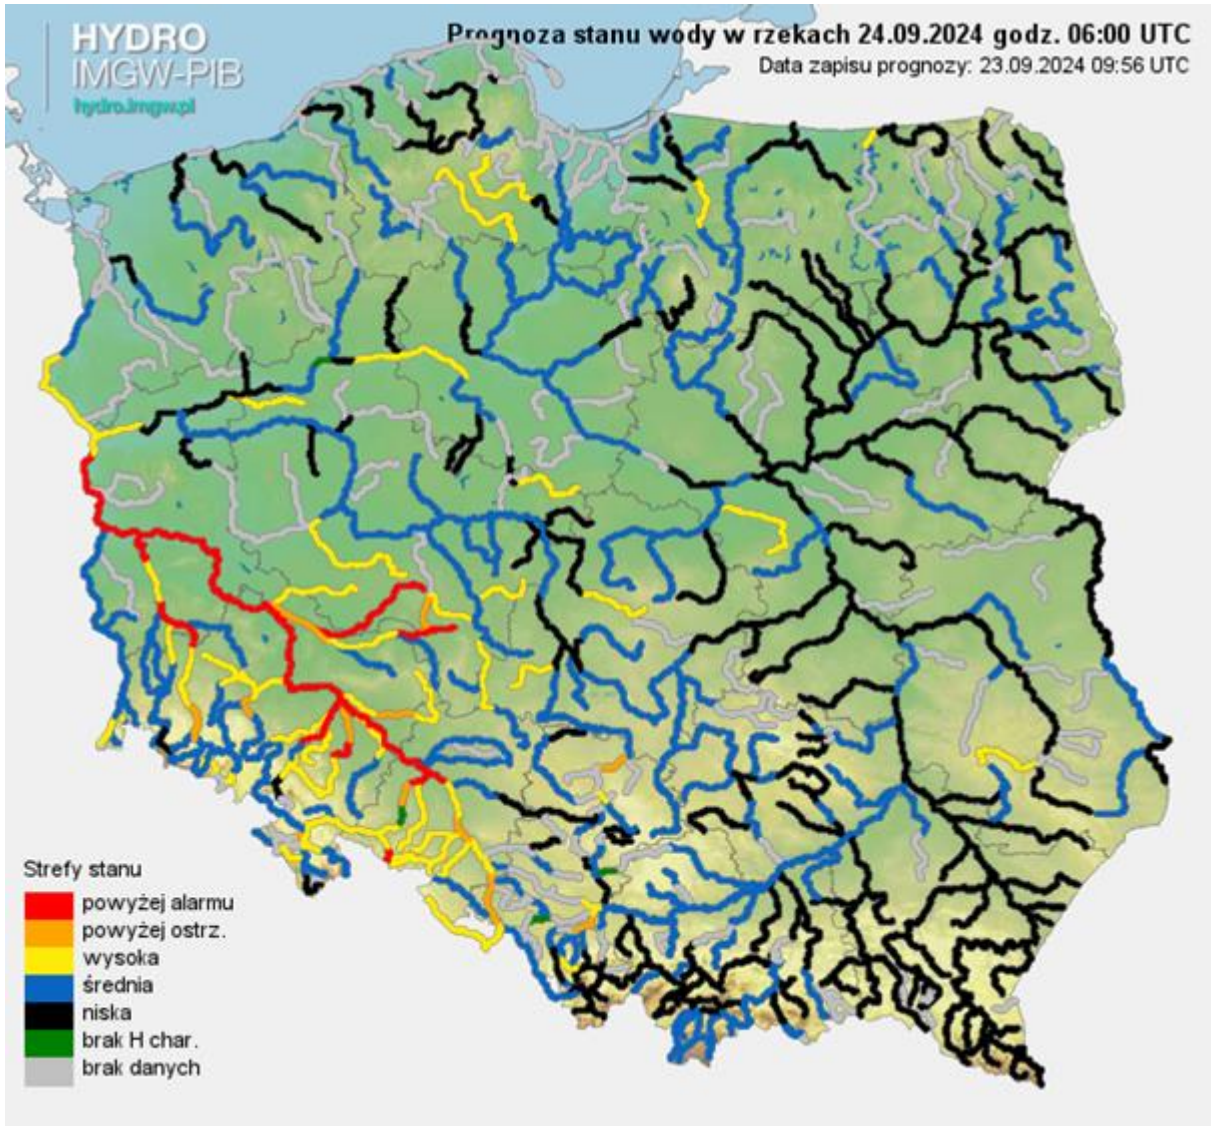 HYDRO
IMGW-PIB
hydro.imgw.pl
Prognoza stanu wody w rzekach 24.09.2024 godz. 06:00 UTC
Data zapisu prognozy: 23.09.2024 09:56 UTC
Strefy stanu
powyżej alarmu
powyżej ostrz.
wysoka
średnia
niska
brak H char.
brak danych